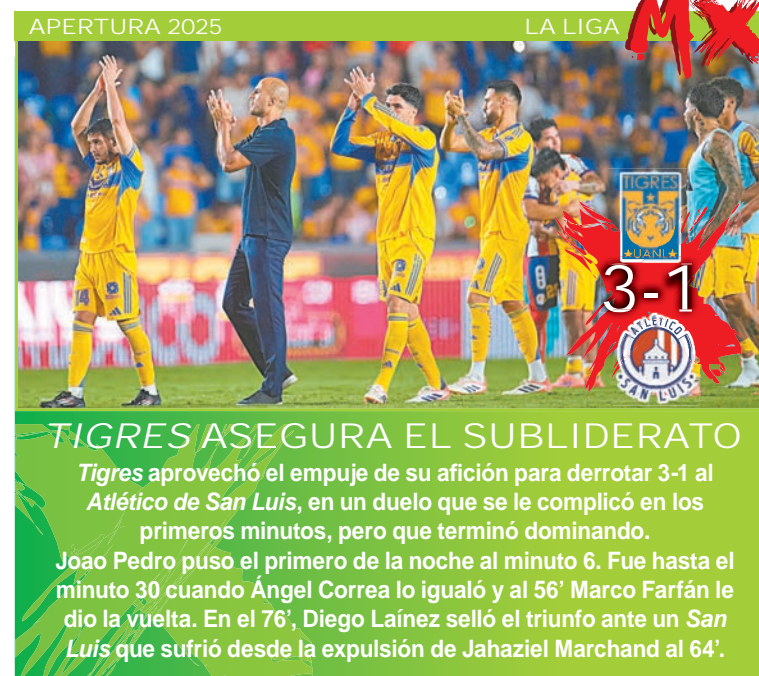 APERTURA 2025
LA LIGA MX
TIGRES
UANL
3-1
ATLÉTICO
SAN LUIS
TIGRES ASEGURA EL SUBLIDERATO
Tigres aprovechó el empuje de su afición para derrotar 3-1 al
Atlético de San Luis, en un duelo que se le complicó en los
primeros minutos, pero que terminó dominando.
Joao Pedro puso el primero de la noche al minuto 6. Fue hasta el
minuto 30 cuando Ángel Correa lo igualó y al 56’ Marco Farfán le
dio la vuelta. En el 76’, Diego Laínez selló el triunfo ante un San
Luis que sufrió desde la expulsión de Jahaziel Marchand al 64’.